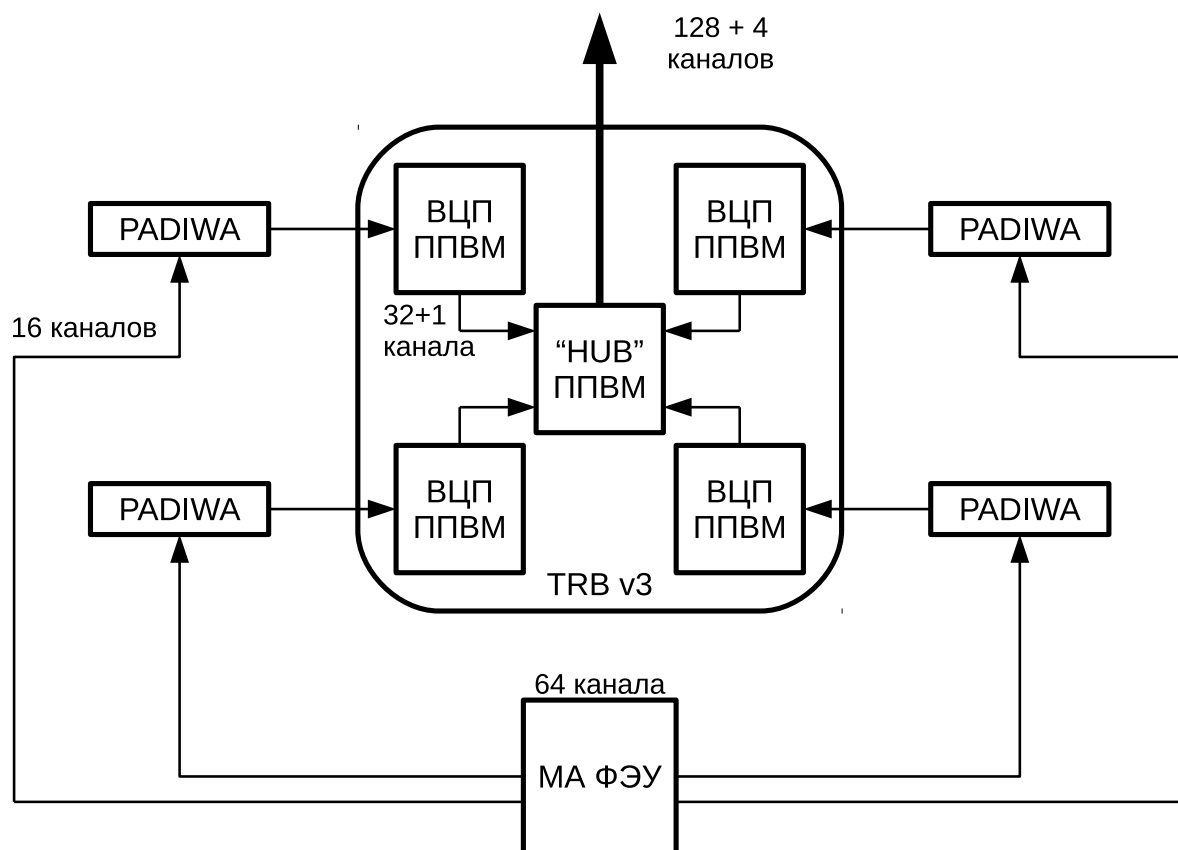 128 + 4
каналов
ВЦП
ППВМ
ВЦП
ППВМ
PADIWA
PADIWA
16 каналов
32+1
канала
“HUB”
ППВМ
ВЦП
ППВМ
ВЦП
ППВМ
PADIWA
PADIWA
TRB v3
64 канала
МА ФЭУ